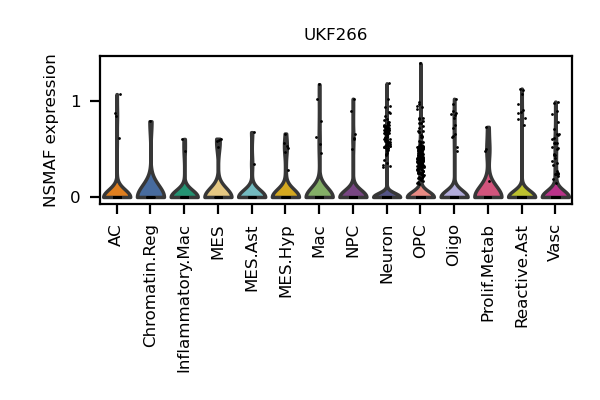 UKF266
NSMAF expression
1
0
AC
Chromatin.Reg
Inflammatory.Mac
MES
MES.Ast
MES.Hyp
Mac
NPC
Neuron
OPC
Oligo
Prolif.Metab
Reactive.Ast
Vasc